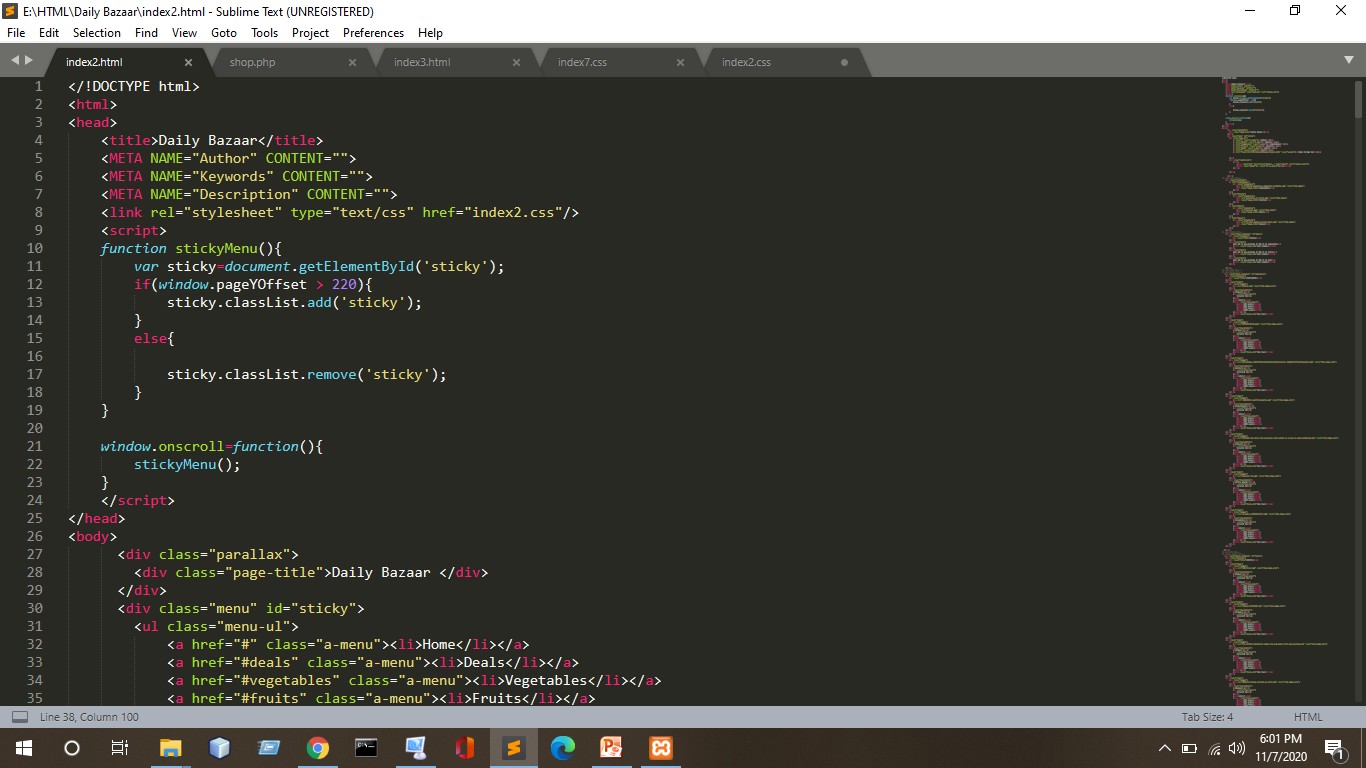 E:\HTML\Daily Bazaar\index2.html - Sublime Text (UNREGISTERED)
File Edit Selection Find View Goto Tools Project Preferences Help
index2.html shop.php index3.html index7.css index2.css
1 </!DOCTYPE html>
2 <html>
3 <head>
4 <title>Daily Bazaar</title>
5 <META NAME="Author" CONTENT="">
6 <META NAME="Keywords" CONTENT="">
7 <META NAME="Description" CONTENT="">
8 <link rel="stylesheet" type="text/css" href="index2.css"/>
9 <script>
10 function stickyMenu(){
11 var sticky=document.getElementById('sticky');
12 if(window.pageYOffset > 220){
13 sticky.classList.add('sticky');
14 }
15 else{
16
17 sticky.classList.remove('sticky');
18 }
19 }
20
21 window.onscroll=function(){
22 stickyMenu();
23 }
24 </script>
25 </head>
26 <body>
27 <div class="parallax">
28 <div class="page-title">Daily Bazaar </div>
29 </div>
30 <div class="menu" id="sticky">
31 <ul class="menu-ul">
32 <a href="#" class="a-menu"><li>Home</li></a>
33 <a href="#deals" class="a-menu"><li>Deals</li></a>
34 <a href="#vegetables" class="a-menu"><li>Vegetables</li></a>
35 <a href="#fruits" class="a-menu"><li>Fruits</li></a>
Line 38, Column 100 Tab Size: 4 HTML
6:01 PM
11/7/2020
1